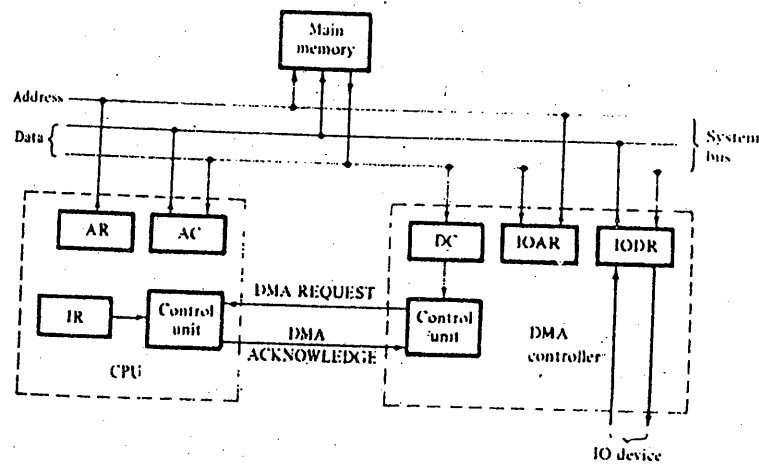 Main
memory
Address
Data
System
bus
AR
AC
DC
IOAR
IODR
DMA REQUEST
IR
Control
unit
Control
unit
DMA
ACKNOWLEDGE
DMA
controller
CPU
IO device